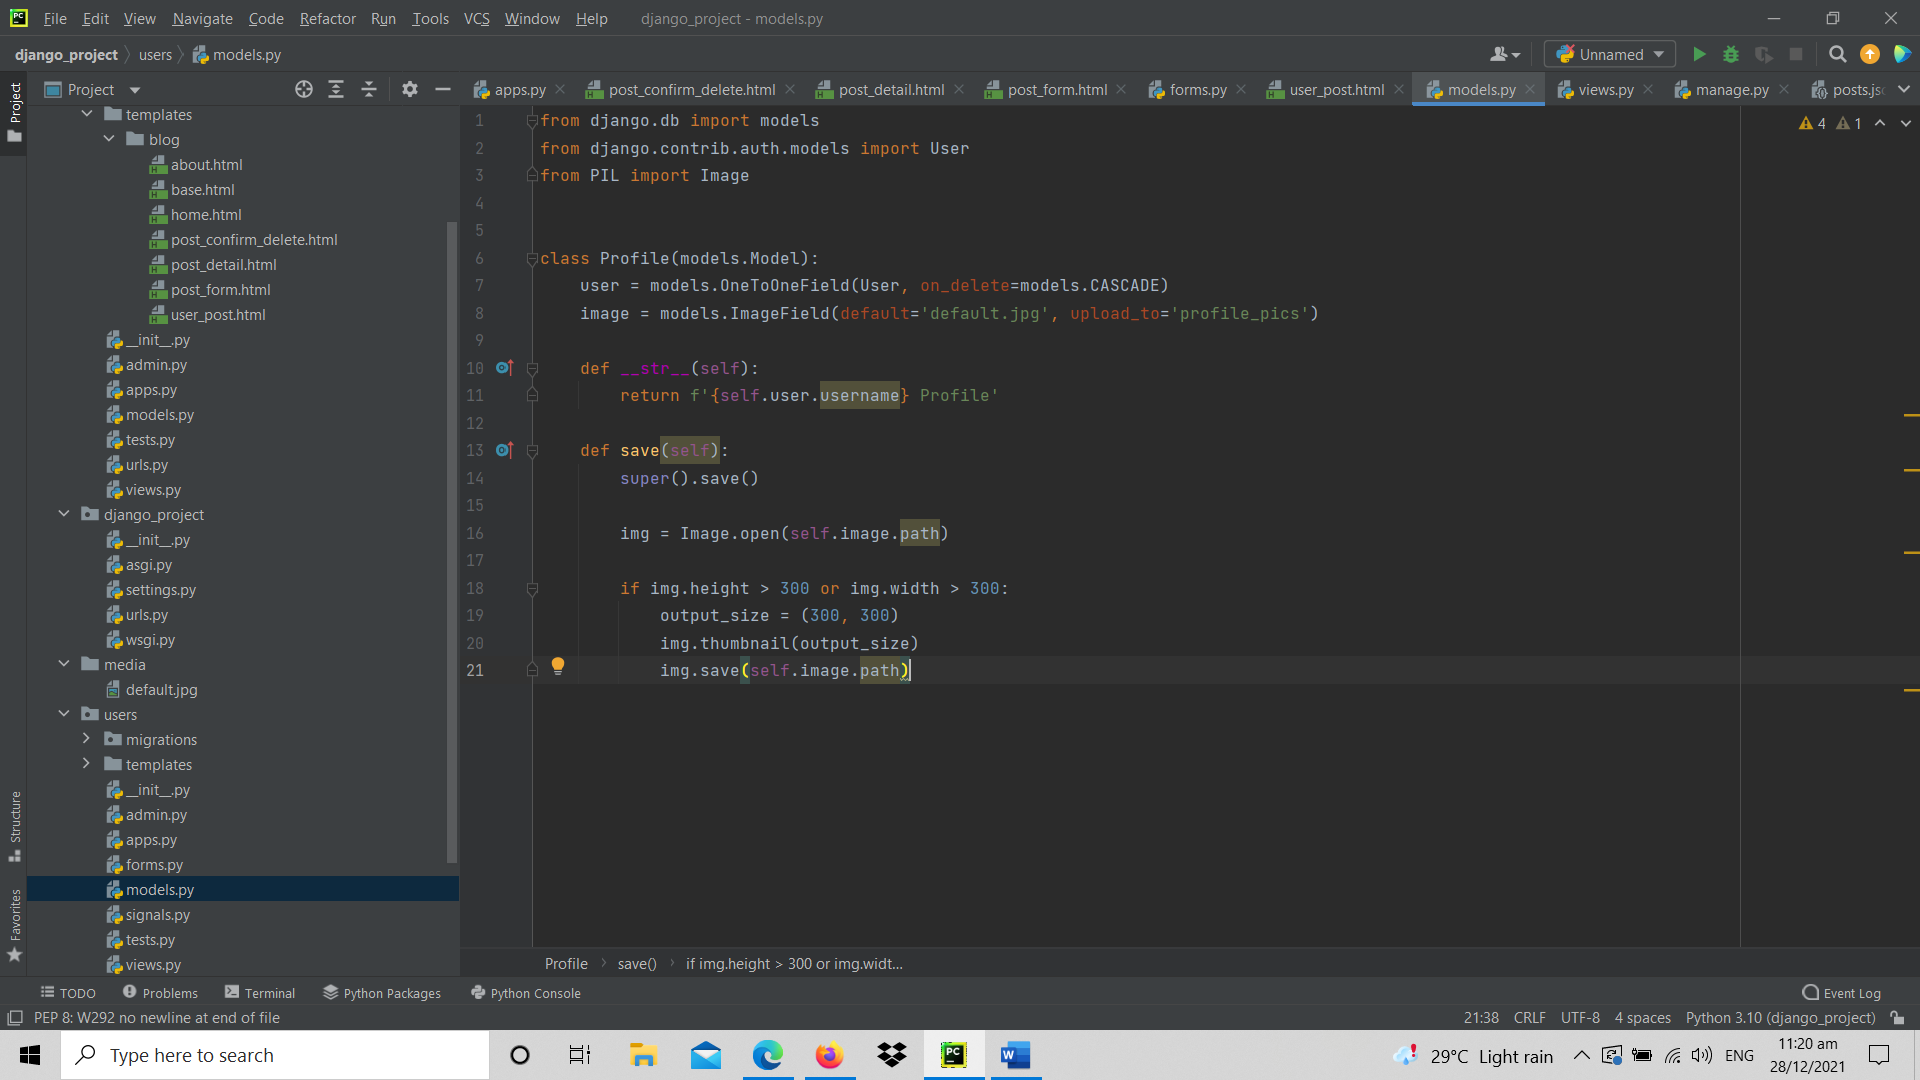 PC File Edit View Navigate Code Refactor Run Tools VCS Window Help django_project - models.py
django_project users models.py Unnamed
Project apps.py post_confirm_delete.html post_detail.html post_form.html forms.py user_post.html models.py views.py manage.py posts.js
Project
templates
blog
about.html
base.html
home.html
post_confirm_delete.html
post_detail.html
post_form.html
user_post.html
__init__.py
admin.py
apps.py
models.py
tests.py
urls.py
views.py
django_project
__init__.py
asgi.py
settings.py
urls.py
wsgi.py
media
default.jpg
users
migrations
templates
__init__.py
admin.py
apps.py
forms.py
models.py
signals.py
tests.py
views.py
Structure
Favorites
4 1
1 from django.db import models
2 from django.contrib.auth.models import User
3 from PIL import Image
4
5
6 class Profile(models.Model):
7 user = models.OneToOneField(User, on_delete=models.CASCADE)
8 image = models.ImageField(default='default.jpg', upload_to='profile_pics')
9
10 def __str__(self):
11 return f'{self.user.username} Profile'
12
13 def save(self):
14 super().save()
15
16 img = Image.open(self.image.path)
17
18 if img.height > 300 or img.width > 300:
19 output_size = (300, 300)
20 img.thumbnail(output_size)
21 img.save(self.image.path)
Profile save() if img.height > 300 or img.widt...
TODO Problems Terminal Python Packages Python Console Event Log
PEP 8: W292 no newline at end of file 21:38 CRLF UTF-8 4 spaces Python 3.10 (django_project)
Type here to search PC W 29°C Light rain ENG 11:20 am
28/12/2021